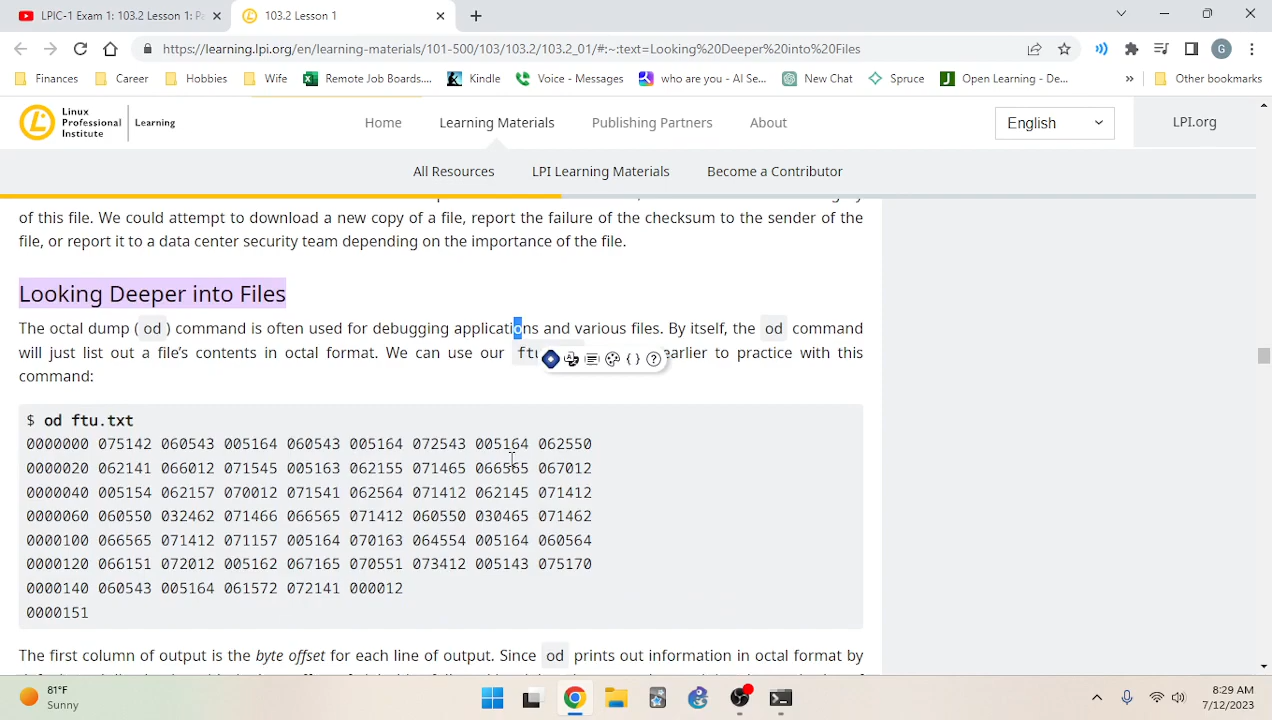 LPIC-1 Exam 1: 103.2 Lesson 1: P
103.2 Lesson 1
https://learning.lpi.org/en/learning-materials/101-500/103/103.2/103.2_01/#:~:text=Looking%20Deeper%20into%20Files
G
Finances
Career
Hobbies
Wife
Remote Job Boards....
Kindle
Voice - Messages
who are you - AI Se...
New Chat
Spruce
Open Learning - De...
»
Other bookmarks
Linux
Professional
Institute
Learning
Home
Learning Materials
Publishing Partners
About
English
LPI.org
All Resources
LPI Learning Materials
Become a Contributor
of this file. We could attempt to download a new copy of a file, report the failure of the checksum to the sender of the
file, or report it to a data center security team depending on the importance of the file.
Looking Deeper into Files
The octal dump ( od ) command is often used for debugging applications and various files. By itself, the od command
will just list out a file's contents in octal format. We can use our ftu earlier to practice with this
command:
$ od ftu.txt
0000000 075142 060543 005164 060543 005164 072543 005164 062550
0000020 062141 066012 071545 005163 062155 071465 066565 067012
0000040 005154 062157 070012 071541 062564 071412 062145 071412
0000060 060550 032462 071466 066565 071412 060550 030465 071462
0000100 066565 071412 071157 005164 070163 064554 005164 060564
0000120 066151 072012 005162 067165 070551 073412 005143 075170
0000140 060543 005164 061572 072141 000012
0000151
The first column of output is the byte offset for each line of output. Since od prints out information in octal format by
81°F
Sunny
8:29 AM
7/12/2023